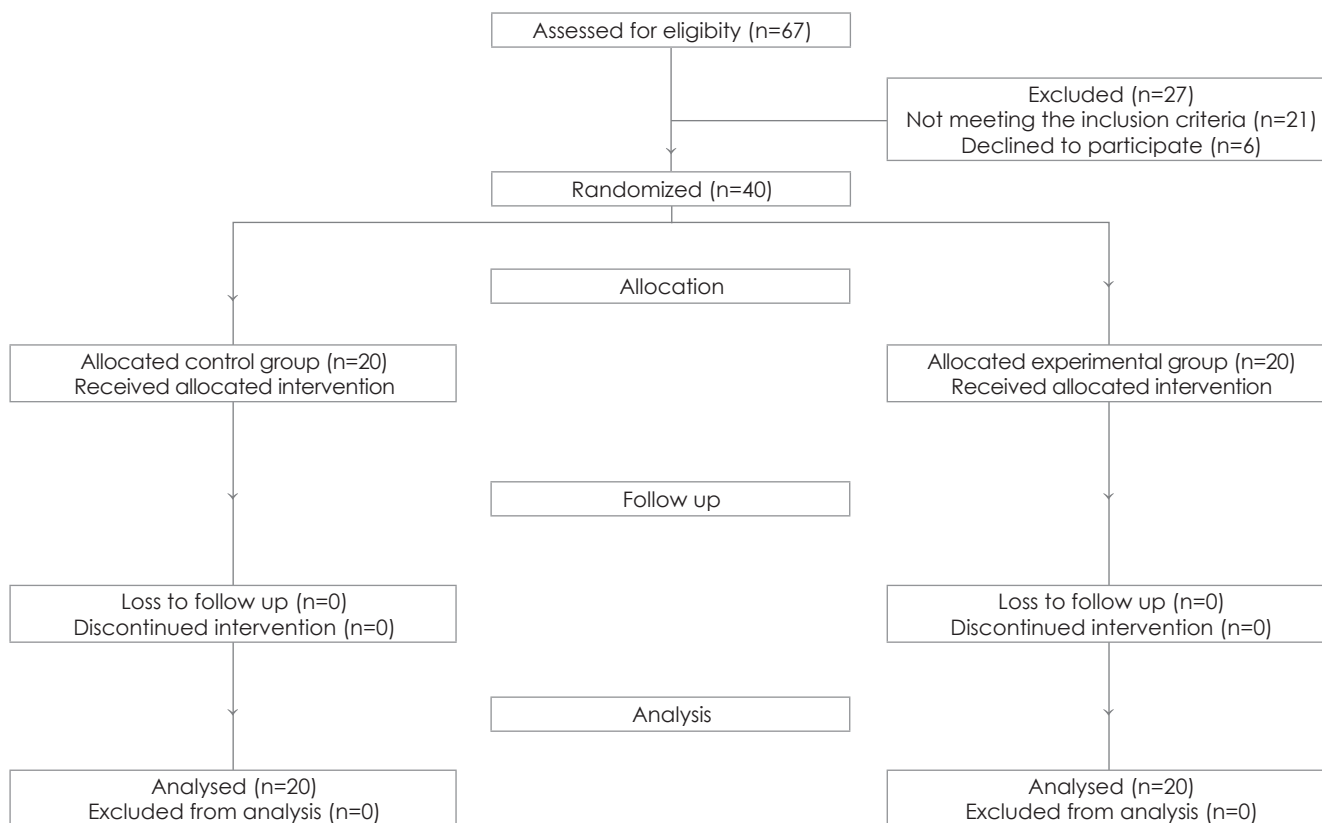 Assessed for eligibity (n=67)
Excluded (n=27)
Not meeting the inclusion criteria (n=21)
Declined to participate (n=6)
Randomized (n=40)
Allocation
Allocated control group (n=20)
Received allocated intervention
Allocated experimental group (n=20)
Received allocated intervention
Follow up
Loss to follow up (n=0)
Discontinued intervention (n=0)
Loss to follow up (n=0)
Discontinued intervention (n=0)
Analysis
Analysed (n=20)
Excluded from analysis (n=0)
Analysed (n=20)
Excluded from analysis (n=0)